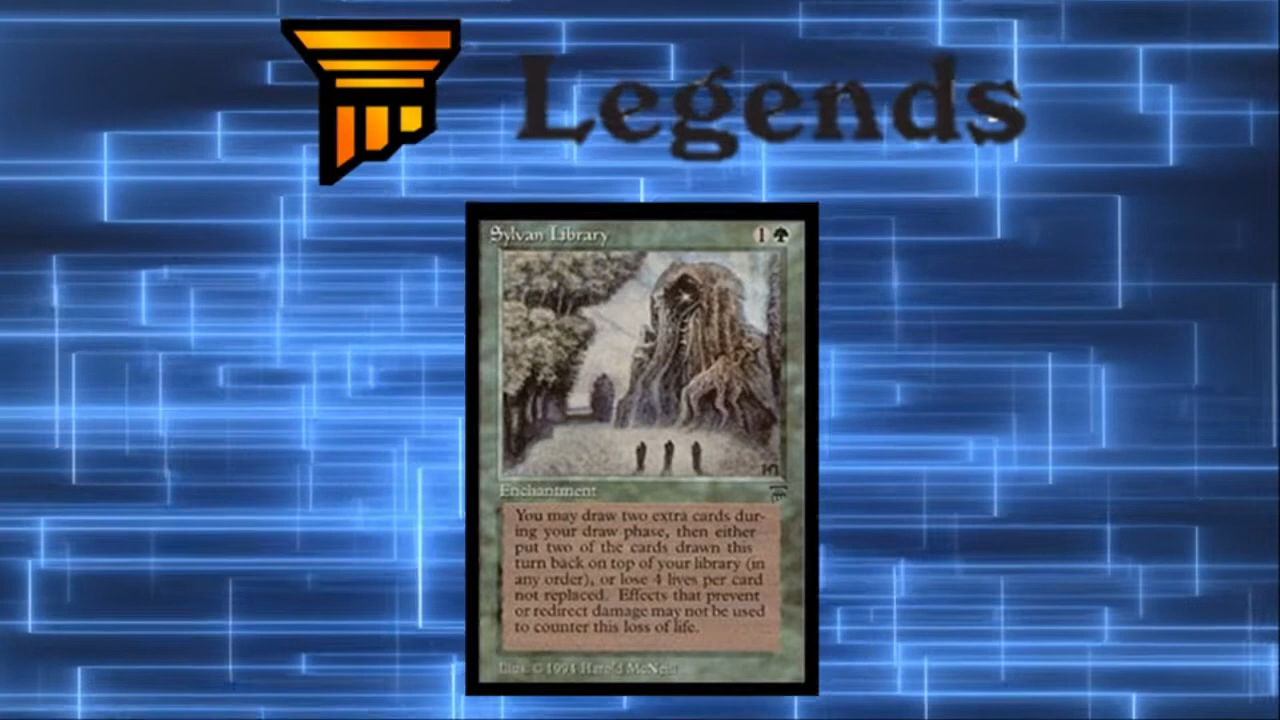 Legends
Sylvan Library 1
Enchantment
You may draw two extra cards dur-
ing your draw phase, then either
put two of the cards drawn this
turn back on top of your library (in
any order), or lose 4 lives per card
not replaced. Effects that prevent
or redirect damage may not be used
to counter this loss of life.
Illus. © 1994 Harold McNeill